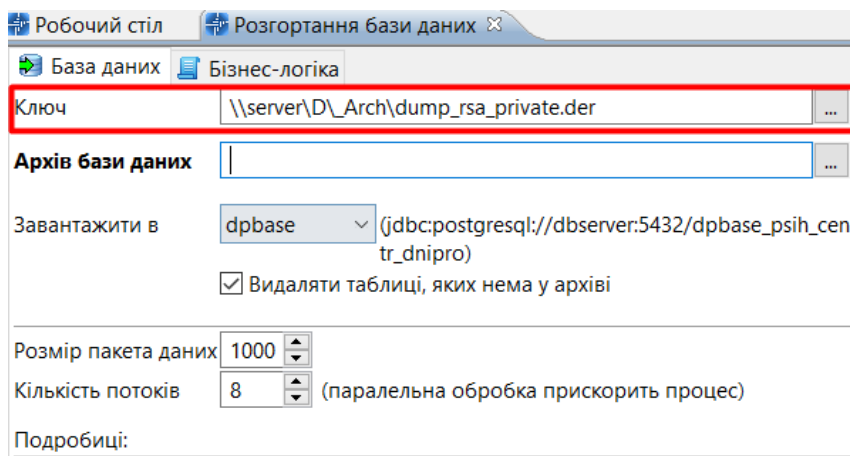 Робочий стіл Розгортання бази даних
База даних Бізнес-логіка
Ключ \\server\D\_Arch\dump_rsa_private.der ...
Архів бази даних ...
Завантажити в dpbase (jdbc:postgresql://dbserver:5432/dpbase_psih_cen
tr_dnipro)
Видаляти таблиці, яких нема у архіві
Розмір пакета даних 1000
Кількість потоків 8 (паралельна обробка прискорить процес)
Подробиці: